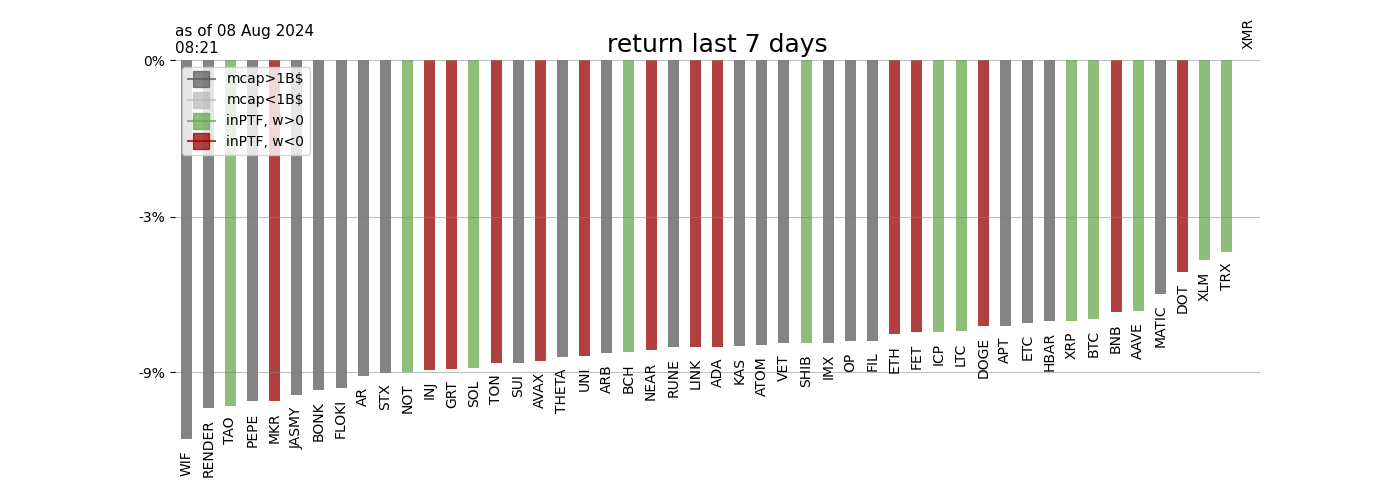 as of 08 Aug 2024
08:21
return last 7 days
XMR
0%
-3%
-9%
mcap>1B$
mcap<1B$
inPTF, w>0
inPTF, w<0
WIF
RENDER
TAO
PEPE
MKR
JASMY
BONK
FLOKI
AR
STX
NOT
INJ
GRT
SOL
TON
SUI
AVAX
THETA
UNI
ARB
BCH
NEAR
RUNE
LINK
ADA
KAS
ATOM
VET
SHIB
IMX
OP
FIL
ETH
FET
ICP
LTC
DOGE
APT
ETC
HBAR
XRP
BTC
BNB
AAVE
MATIC
DOT
XLM
TRX